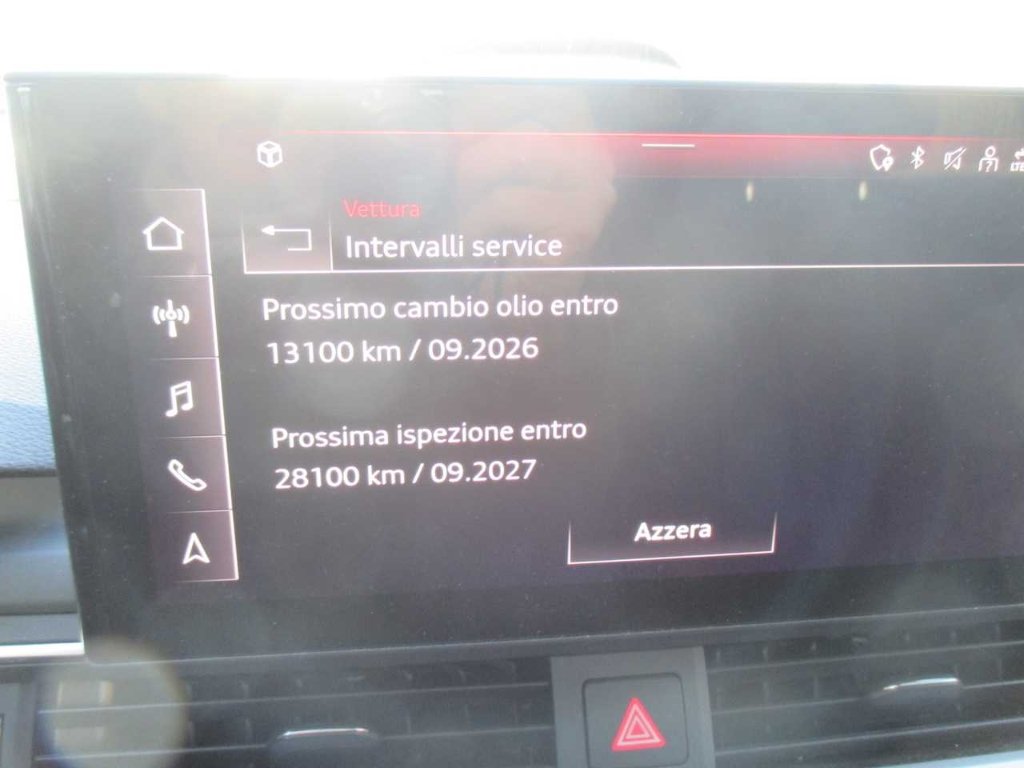 Vettura
Intervalli service
Prossimo cambio olio entro
13100 km / 09.2026
Prossima ispezione entro
28100 km / 09.2027
Azzera